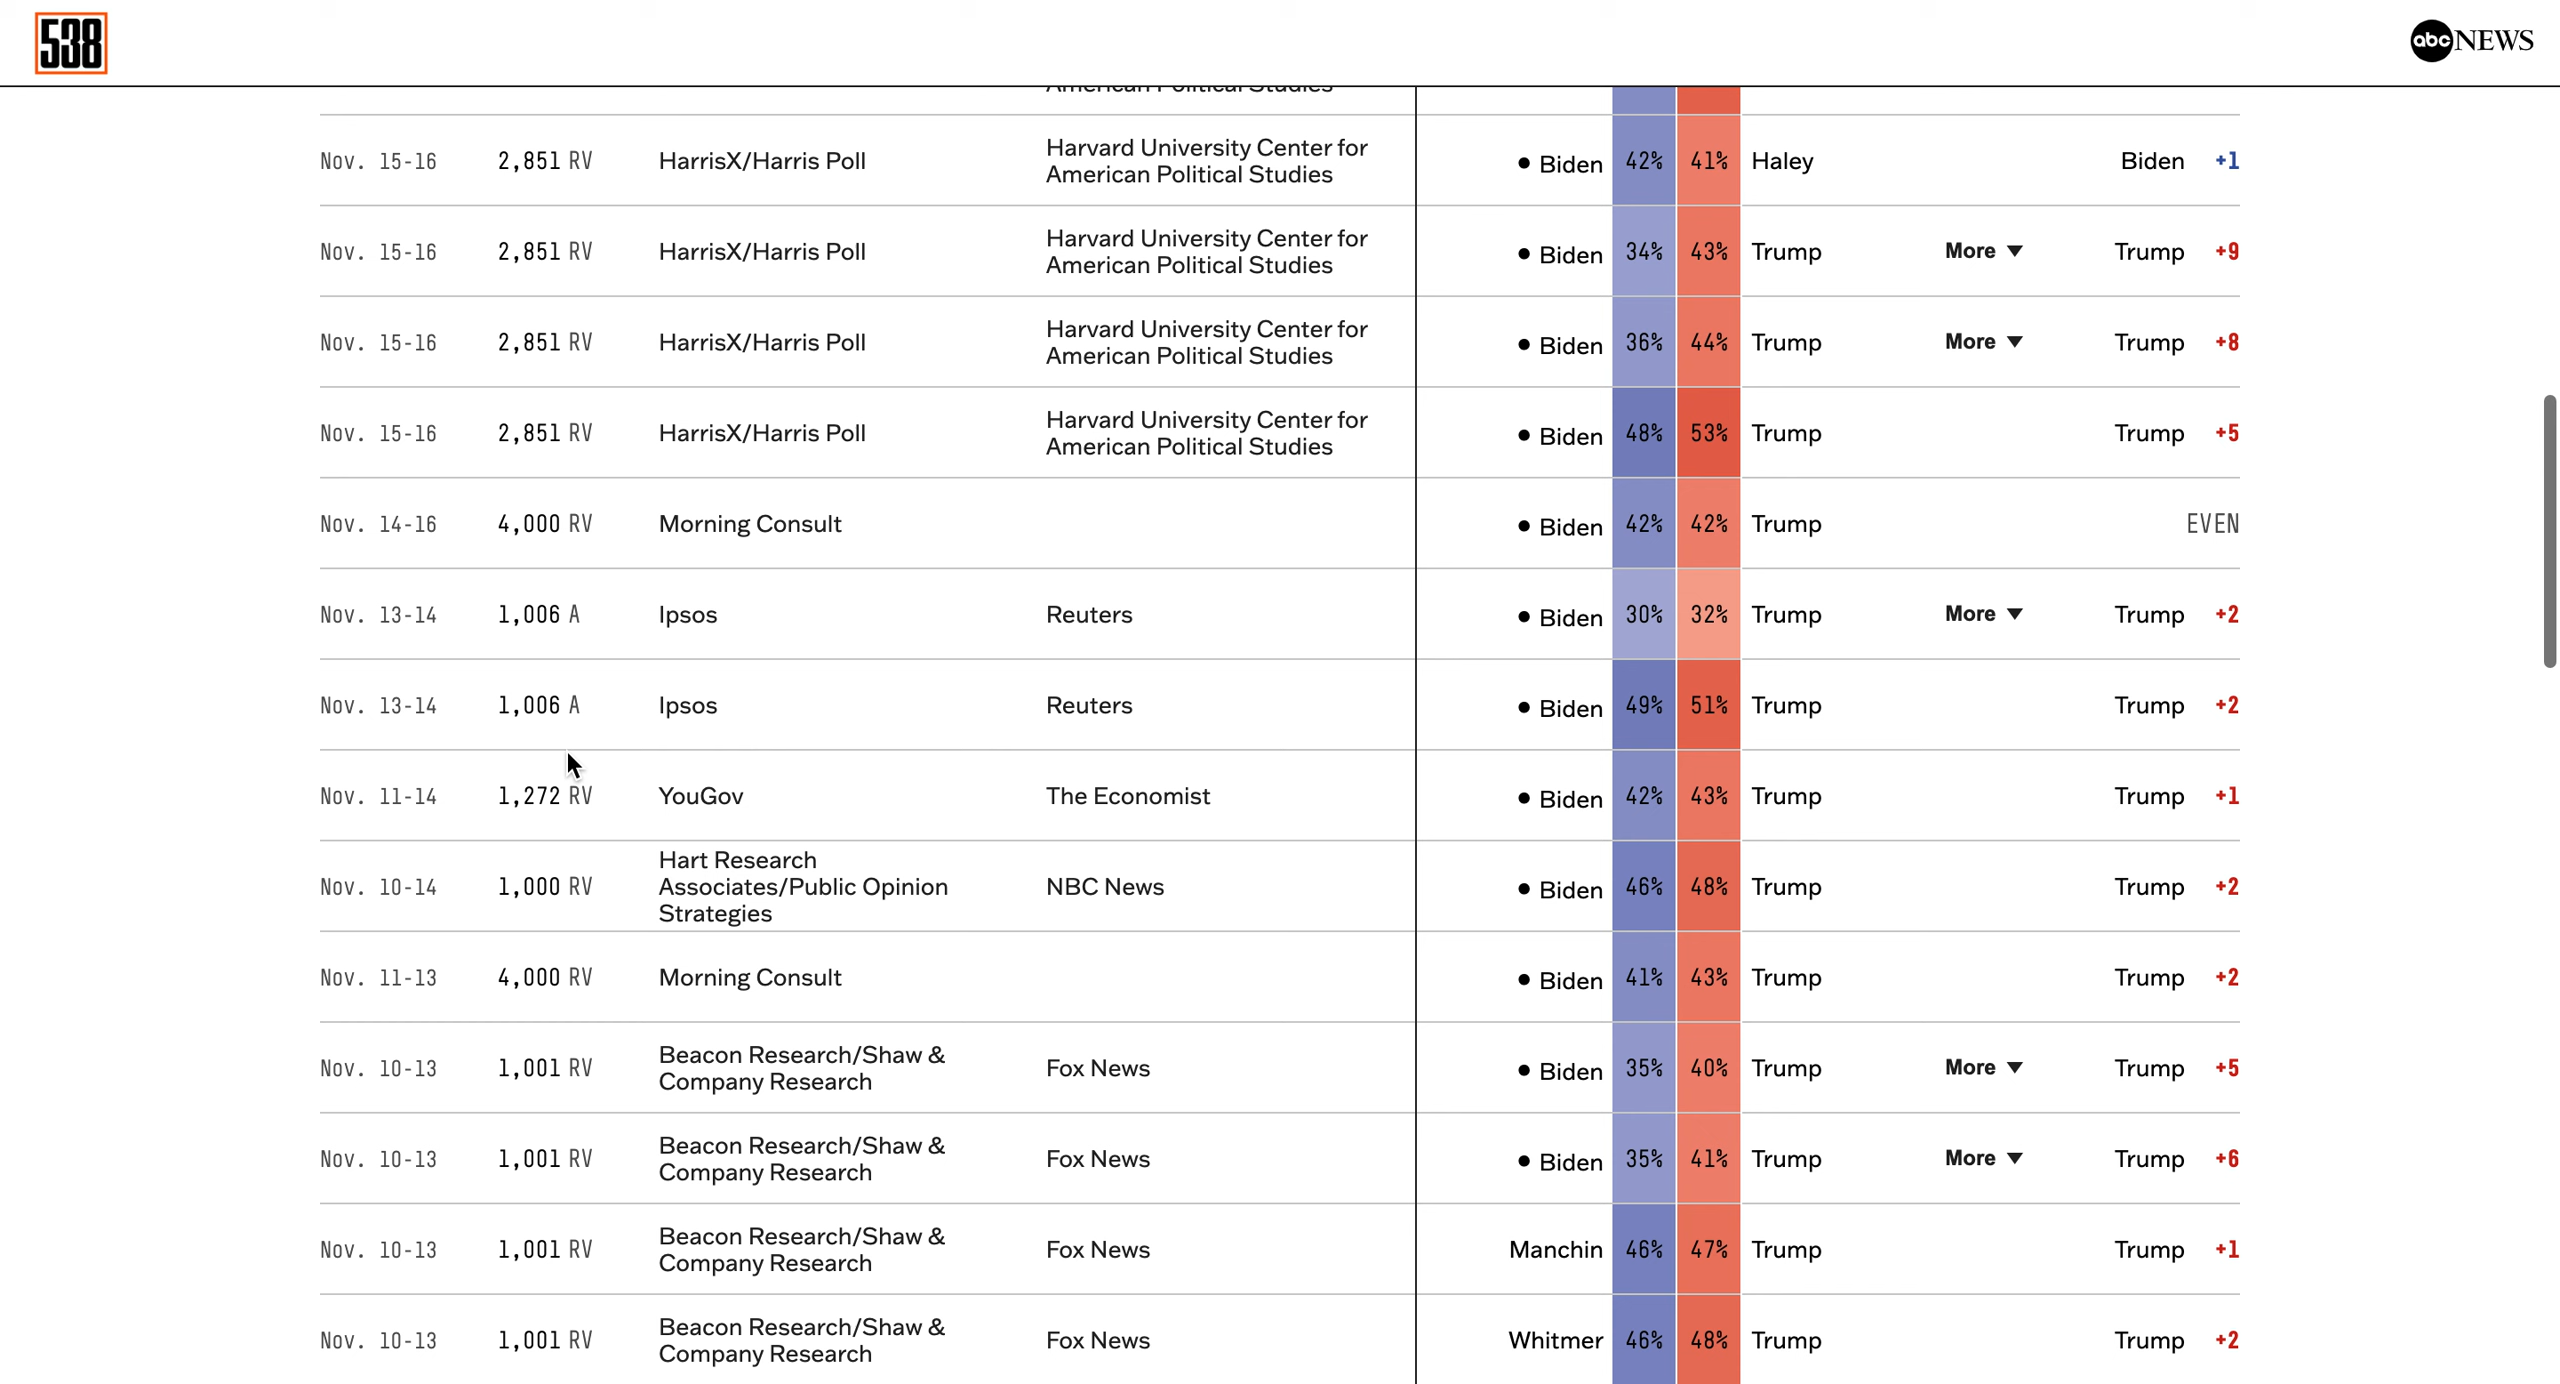 538
abc NEWS
American Political Studies
Nov. 15-16 2,851 RV HarrisX/Harris Poll Harvard University Center for American Political Studies Biden 42% 41% Haley Biden +1
Nov. 15-16 2,851 RV HarrisX/Harris Poll Harvard University Center for American Political Studies Biden 34% 43% Trump More ▼ Trump +9
Nov. 15-16 2,851 RV HarrisX/Harris Poll Harvard University Center for American Political Studies Biden 36% 44% Trump More ▼ Trump +8
Nov. 15-16 2,851 RV HarrisX/Harris Poll Harvard University Center for American Political Studies Biden 48% 53% Trump Trump +5
Nov. 14-16 4,000 RV Morning Consult Biden 42% 42% Trump EVEN
Nov. 13-14 1,006 A Ipsos Reuters Biden 30% 32% Trump More ▼ Trump +2
Nov. 13-14 1,006 A Ipsos Reuters Biden 49% 51% Trump Trump +2
Nov. 11-14 1,272 RV YouGov The Economist Biden 42% 43% Trump Trump +1
Nov. 10-14 1,000 RV Hart Research Associates/Public Opinion Strategies NBC News Biden 46% 48% Trump Trump +2
Nov. 11-13 4,000 RV Morning Consult Biden 41% 43% Trump Trump +2
Nov. 10-13 1,001 RV Beacon Research/Shaw & Company Research Fox News Biden 35% 40% Trump More ▼ Trump +5
Nov. 10-13 1,001 RV Beacon Research/Shaw & Company Research Fox News Biden 35% 41% Trump More ▼ Trump +6
Nov. 10-13 1,001 RV Beacon Research/Shaw & Company Research Fox News Manchin 46% 47% Trump Trump +1
Nov. 10-13 1,001 RV Beacon Research/Shaw & Company Research Fox News Whitmer 46% 48% Trump Trump +2